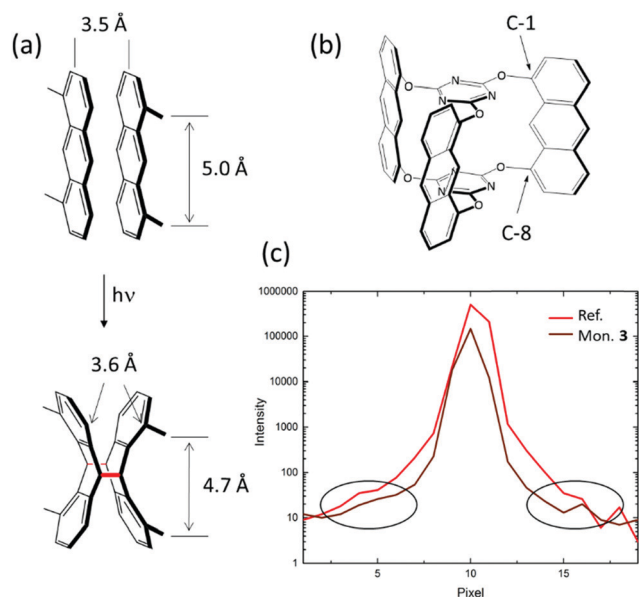 (a)
3.5 Å
5.0 Å
hν
3.6 Å
4.7 Å
(b)
C-1
O
N
O
N
N
O
O
N
O
N
N
O
C-8
(c)
1000000
100000
10000
1000
100
10
1
Intensity
Ref.
Mon. 3
5
10
15
Pixel